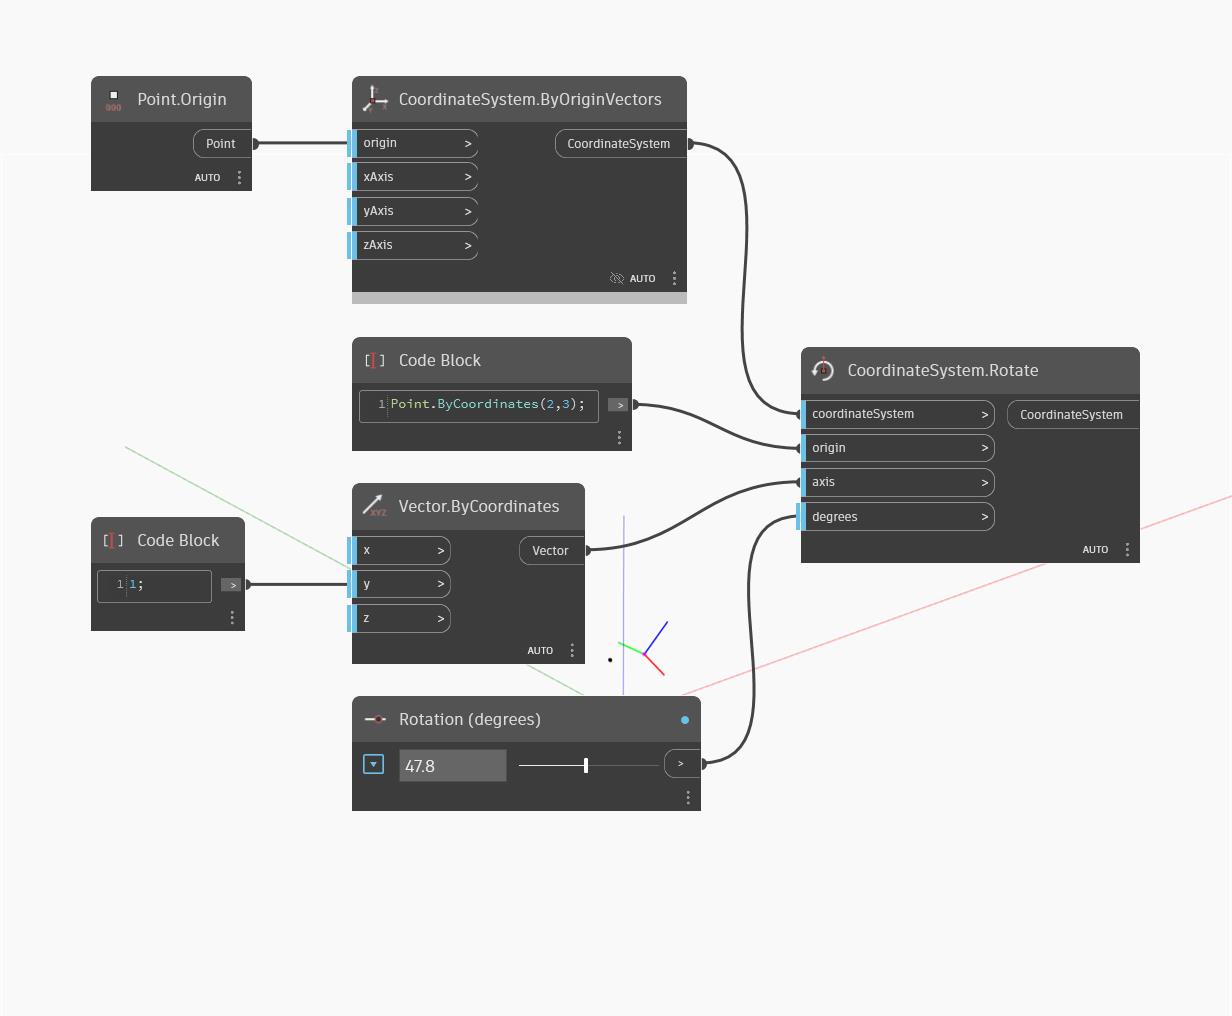 Point.Origin
Point
AUTO
CoordinateSystem.ByOriginVectors
origin >
CoordinateSystem
xAxis >
yAxis >
zAxis >
AUTO
Code Block
1 Point.ByCoordinates(2,3); >
Code Block
1 1; >
Vector.ByCoordinates
XYZ
x >
Vector
y >
z >
AUTO
Rotation (degrees)
47.8 >
CoordinateSystem.Rotate
coordinateSystem >
CoordinateSystem
origin >
axis >
degrees >
AUTO